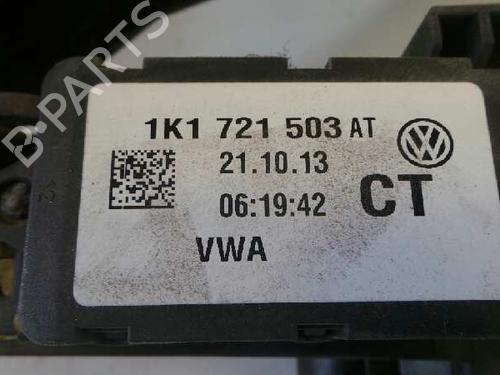 1K1 721 503 AT
21.10.13
06:19:42
CT
VWA
B-PARTS